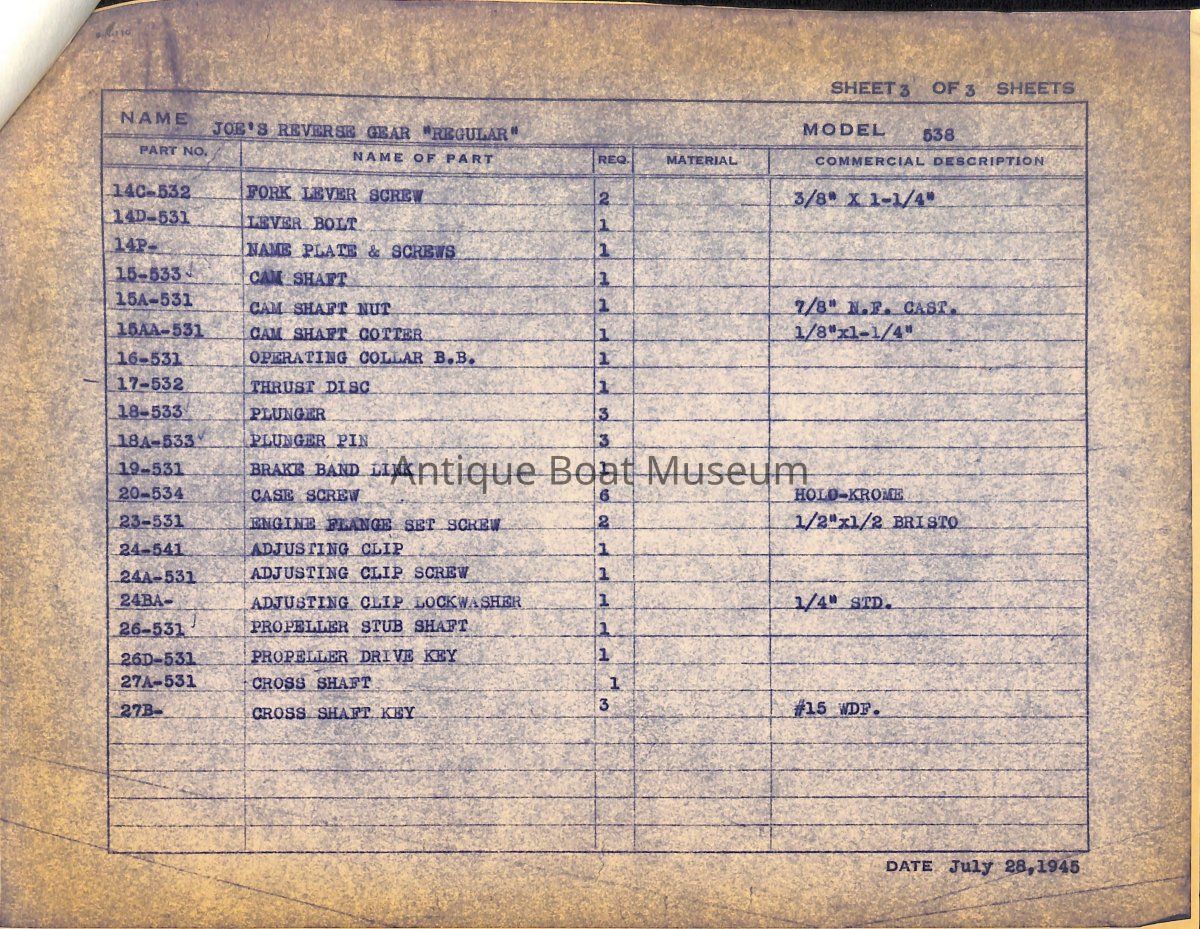 SHEET 3 OF 3 SHEETS
NAME JOE'S REVERSE GEAR "REGULAR" MODEL 538
PART NO. NAME OF PART REQ. MATERIAL COMMERCIAL DESCRIPTION
14C-532 FORK LEVER SCREW 2 3/8" X 1-1/4"
14D-531 LEVER BOLT 1
14P- NAME PLATE & SCREWS 1
15-533 CAM SHAFT 1
15A-531 CAM SHAFT NUT 1 7/8" N.F. CAST.
15AA-531 CAM SHAFT COTTER 1 1/8"x1-1/4"
16-531 OPERATING COLLAR B.B. 1
17-532 THRUST DISC 1
18-533 PLUNGER 3
18A-533 PLUNGER PIN 3
19-531 BRAKE BAND LINK 1
Antique Boat Museum
20-534 CASE SCREW 6 HOLO-KROME
23-531 ENGINE FLANGE SET SCREW 2 1/2"x1/2 BRISTO
24-541 ADJUSTING CLIP 1
24A-531 ADJUSTING CLIP SCREW 1
24BA- ADJUSTING CLIP LOCKWASHER 1 1/4" STD.
26-531 PROPELLER STUB SHAFT 1
26D-531 PROPELLER DRIVE KEY 1
27A-531 CROSS SHAFT 1
27B- CROSS SHAFT KEY 3 #15 WDF.
DATE July 28,1945